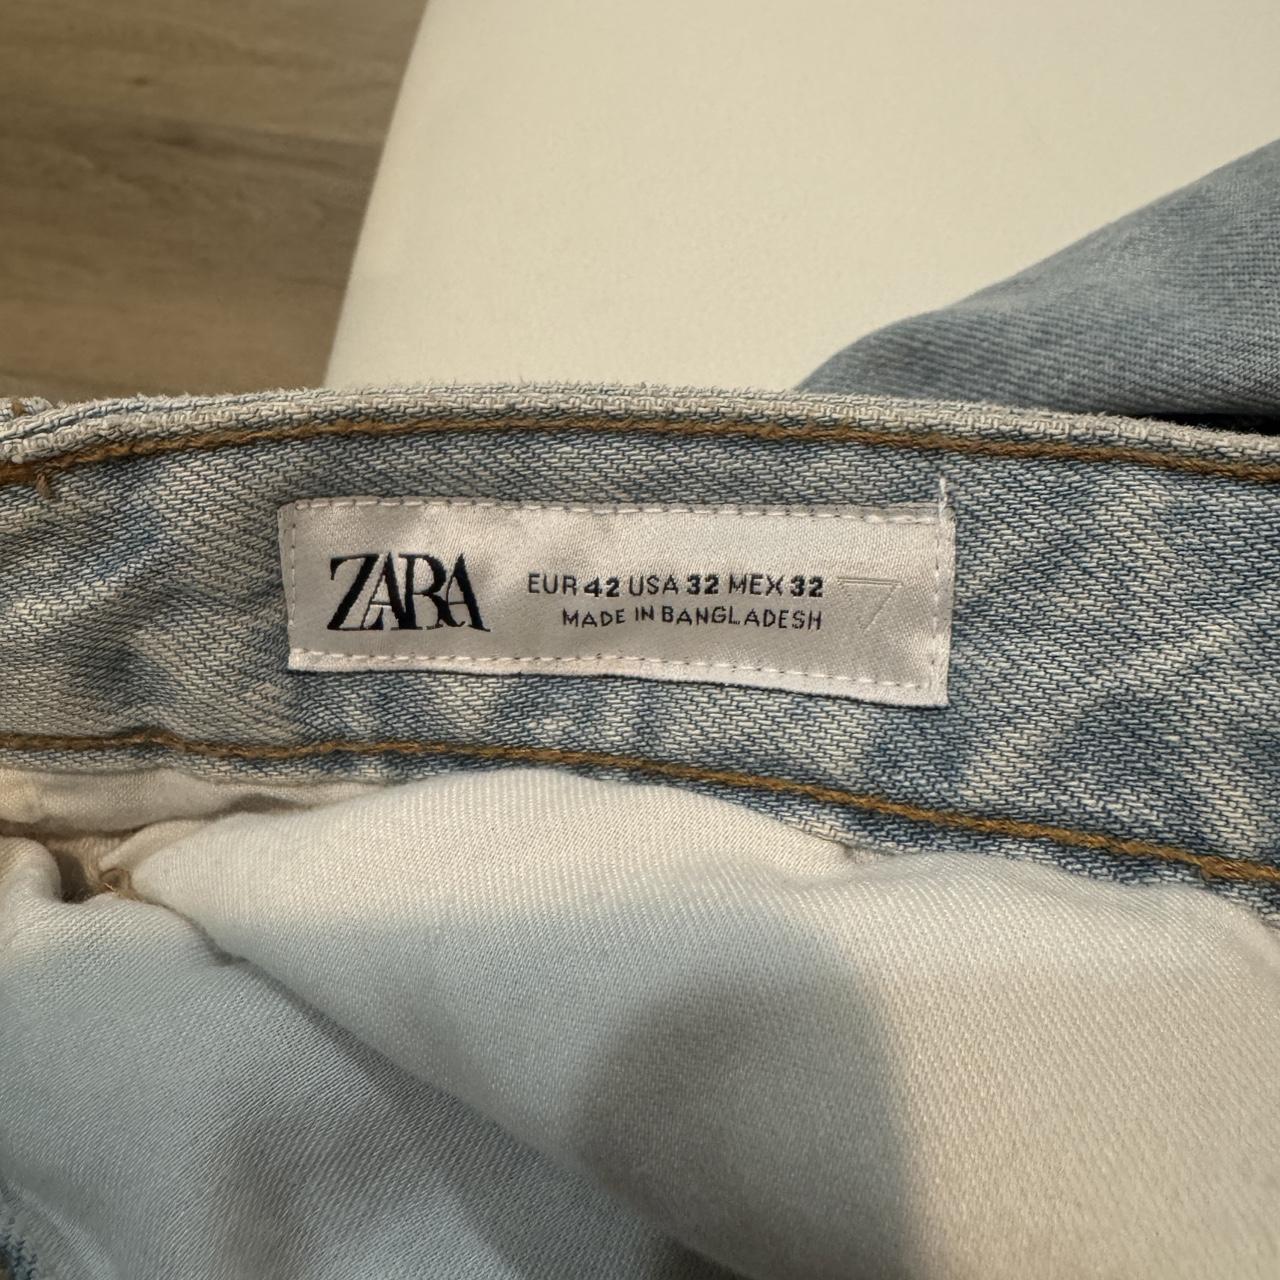 ZARA
EUR 42 USA 32 MEX 32
MADE IN BANGLADESH